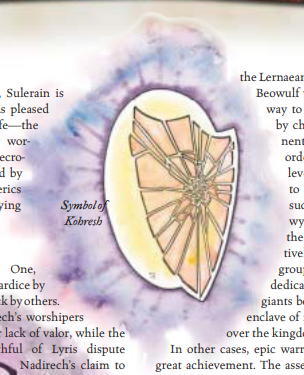 , Sulerain is
s pleased
fe—the
wor-
ecro-
d by
erics
ying
One,
ardice by
k by others.
ech's worshipers
r lack of valor, while the
hful of Lyris dispute
Nadirech's claim to
Symbol of
Kohresh
the Lernaean
Beowulf
way to
by ch
nent
orde
leve
to
suc
wy
the
tive
grou
dedica
giants be
enclave of
over the kingdo
In other cases, epic war
great achievement. The asse